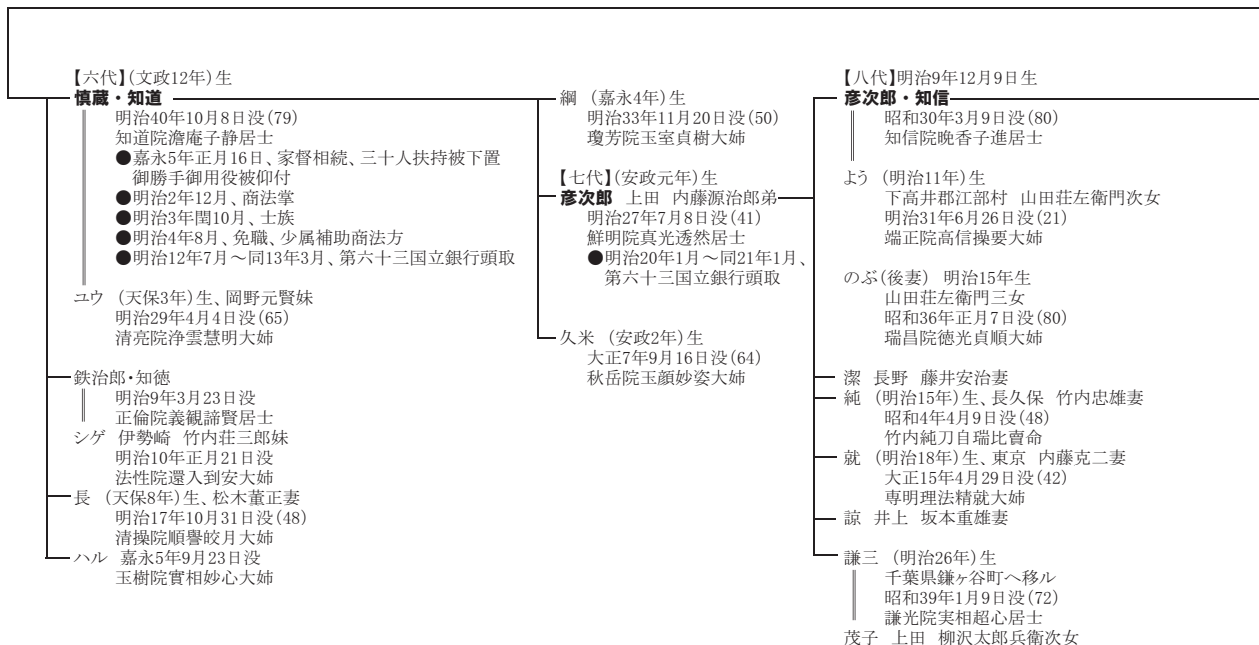 【六代】(文政12年)生
慎蔵・知道
明治40年10月8日没(79)
知道院澹庵子静居士
●嘉永5年正月16日、家督相続、三十人扶持被下置
御勝手御用役被仰付
●明治2年12月、商法掌
●明治3年閏10月、士族
●明治4年8月、免職、少属補助商法方
●明治12年7月～同13年3月、第六十三国立銀行頭取
ユウ (天保3年)生、岡野元賢妹
明治29年4月4日没(65)
清亮院浄雲慧明大姉
鉄治郎・知徳
明治9年3月23日没
正倫院義観諦賢居士
シゲ 伊勢崎 竹内荘三郎妹
明治10年正月21日没
法性院還入到安大姉
長 (天保8年)生、松木董正妻
明治17年10月31日没(48)
清操院順誉皎月大姉
ハル 嘉永5年9月23日没
玉樹院實相妙心大姉
綱 (嘉永4年)生
明治33年11月20日没(50)
瓊芳院玉室貞樹大姉
【七代】(安政元年)生
彦次郎 上田 内藤源治郎弟
明治27年7月8日没(41)
鮮明院真光透然居士
●明治20年1月～同21年1月、
第六十三国立銀行頭取
久米 (安政2年)生
大正7年9月16日没(64)
秋岳院玉顔妙姿大姉
【八代】明治9年12月9日生
彦次郎・知信
昭和30年3月9日没(80)
知信院晩香子進居士
よう (明治11年)生
下高井郡江部村 山田荘左衛門次女
明治31年6月26日没(21)
端正院高信操要大姉
のぶ(後妻) 明治15年生
山田荘左衛門三女
昭和36年正月7日没(80)
瑞昌院徳光貞順大姉
潔 長野 藤井安治妻
純 (明治15年)生、長久保 竹内忠雄妻
昭和4年4月9日没(48)
竹内純刀自瑞比賣命
就 (明治18年)生、東京 内藤克二妻
大正15年4月29日没(42)
専明理法精就大姉
諒 井上 坂本重雄妻
謙三 (明治26年)生
千葉県鎌ヶ谷町へ移ル
昭和39年1月9日没(72)
謙光院実相超心居士
茂子 上田 柳沢太郎兵衛次女